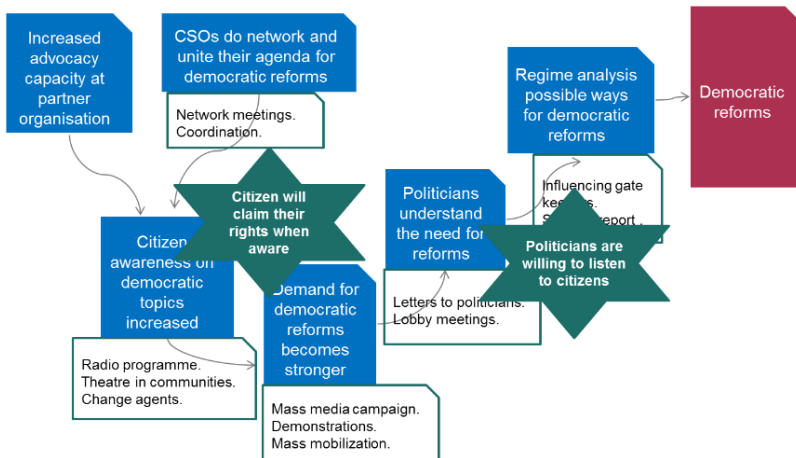 Increased
advocacy
capacity at
partner
organisation
CSOs do network and
unite their agenda for
democratic reforms
Network meetings.
Coordination.
Citizen will
claim their
rights when
aware
Citizen
awareness on
democratic
topics
increased
Radio programme.
Theatre in communities.
Change agents.
Demand for
democratic
reforms
becomes
stronger
Mass media campaign.
Demonstrations.
Mass mobilization.
Politicians
understand
the need for
reforms
Letters to politicians.
Lobby meetings.
Regime analysis
possible ways
for democratic
reforms
Influencing gate
report .
Politicians are
willing to listen
to citizens
Democratic
reforms